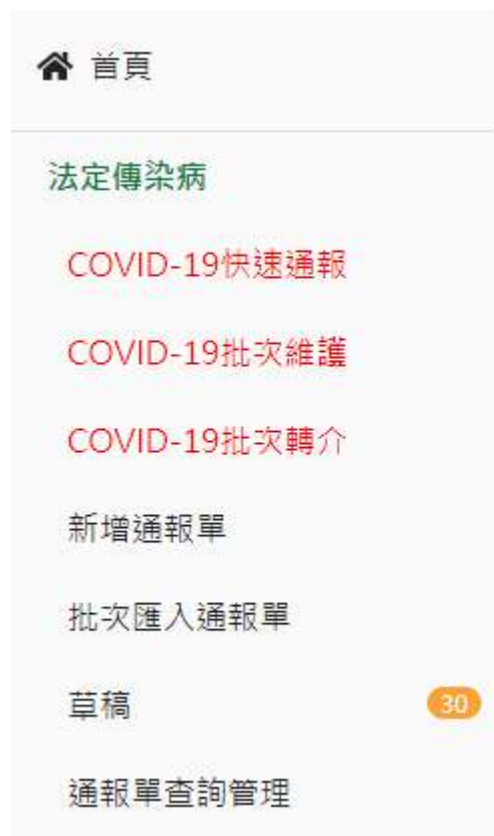 首頁
法定傳染病
COVID-19快速通報
COVID-19批次維護
COVID-19批次轉介
新增通報單
批次匯入通報單
草稿 30
通報單查詢管理